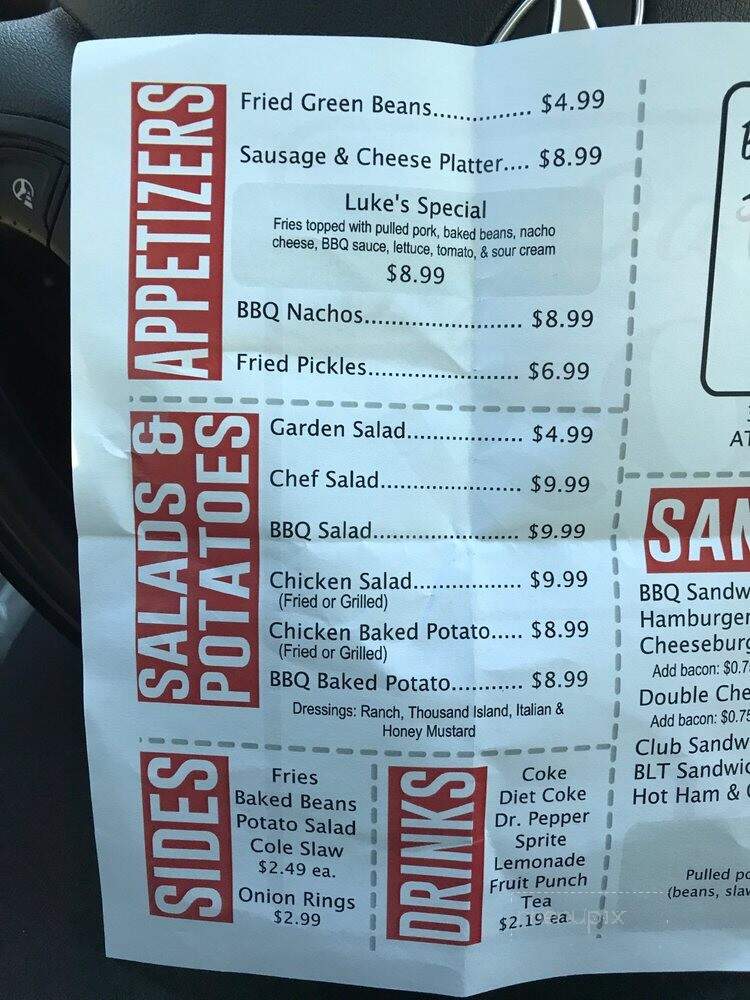 APPETIZERS
Fried Green Beans.............. $4.99
Sausage & Cheese Platter.... $8.99
Luke's Special
Fries topped with pulled pork, baked beans, nacho
cheese, BBQ sauce, lettuce, tomato, & sour cream
$8.99
BBQ Nachos....................... $8.99
Fried Pickles...................... $6.99
SALADS &
POTATOES
Garden Salad................. $4.99
Chef Salad..................... $9.99
BBQ Salad...................... $9.99
Chicken Salad................ $9.99
(Fried or Grilled)
Chicken Baked Potato..... $8.99
(Fried or Grilled)
BBQ Baked Potato........... $8.99
Dressings: Ranch, Thousand Island, Italian &
Honey Mustard
SIDES
Fries
Baked Beans
Potato Salad
Cole Slaw
$2.49 ea.
Onion Rings
$2.99
DRINKS
Coke
Diet Coke
Dr. Pepper
Sprite
Lemonade
Fruit Punch
Tea
$2.19 ea.
AT
SAN
BBQ Sandw
Hamburger
Cheeseburg
Add bacon: $0.7
Double Che
Add bacon: $0.75
Club Sandw
BLT Sandwic
Hot Ham &
Pulled po
(beans, slaw